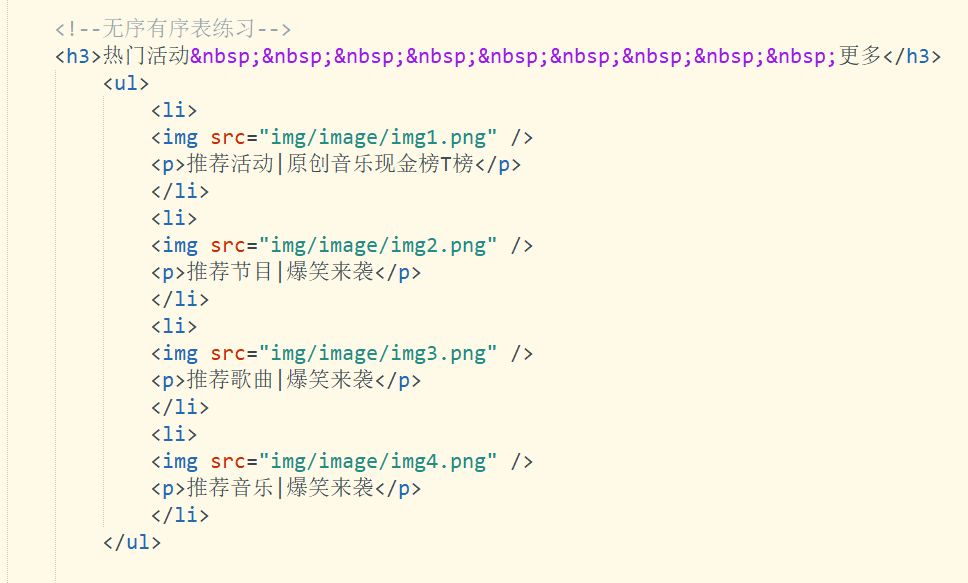 <!--无序有序表练习-->
<h3>热门活动&nbsp;&nbsp;&nbsp;&nbsp;&nbsp;&nbsp;&nbsp;&nbsp;&nbsp;更多</h3>
<ul>
<li>
<img src="img/image/img1.png" />
<p>推荐活动|原创音乐现金榜T榜</p>
</li>
<li>
<img src="img/image/img2.png" />
<p>推荐节目|爆笑来袭</p>
</li>
<li>
<img src="img/image/img3.png" />
<p>推荐歌曲|爆笑来袭</p>
</li>
<li>
<img src="img/image/img4.png" />
<p>推荐音乐|爆笑来袭</p>
</li>
</ul>